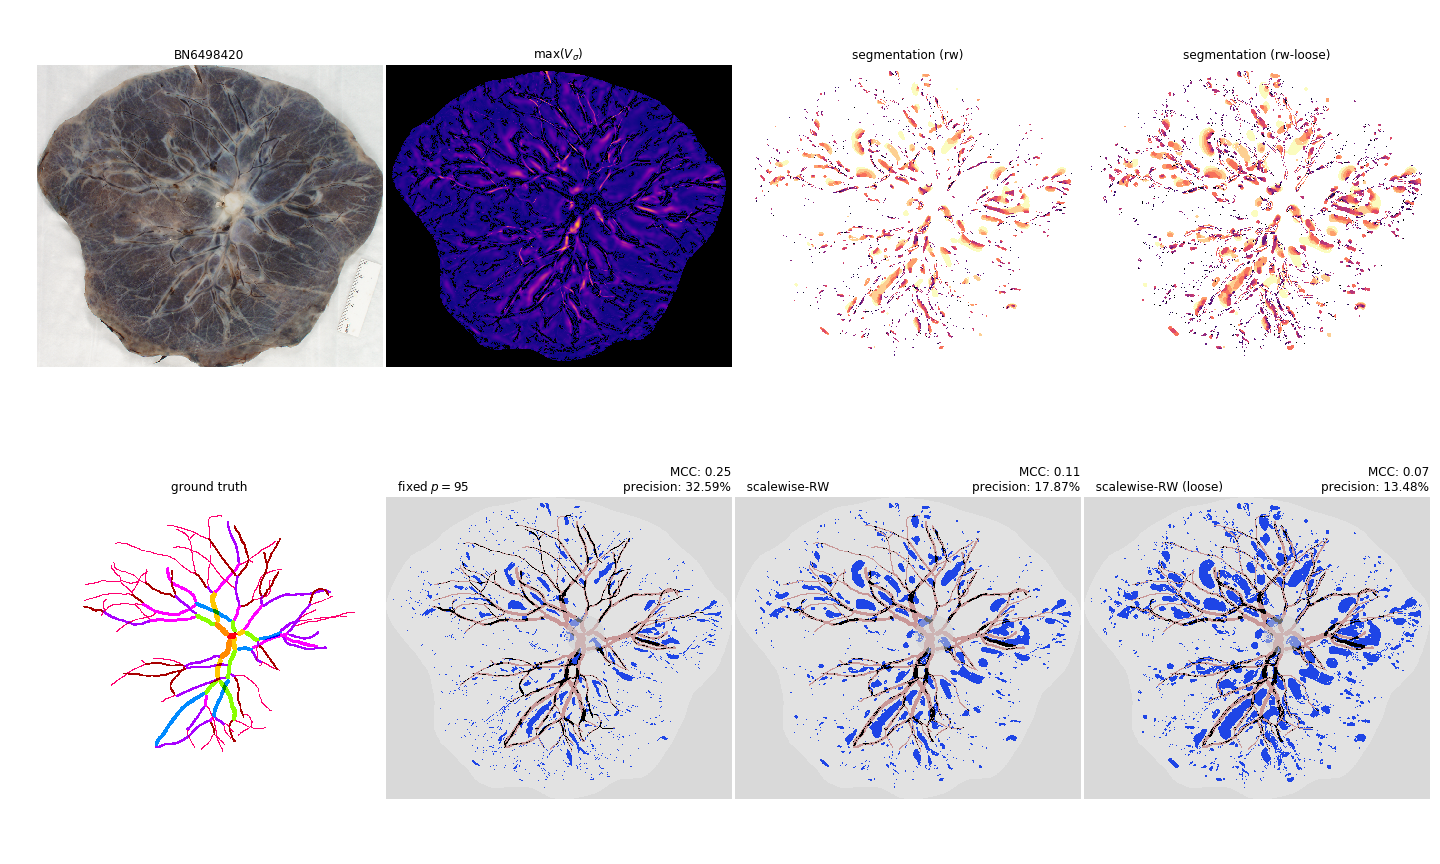 BN6498420
max(Vσ)
segmentation (rw)
segmentation (rw-loose)
ground truth
fixed p = 95
MCC: 0.25
precision: 32.59%
scalewise-RW
MCC: 0.11
precision: 17.87%
scalewise-RW (loose)
MCC: 0.07
precision: 13.48%